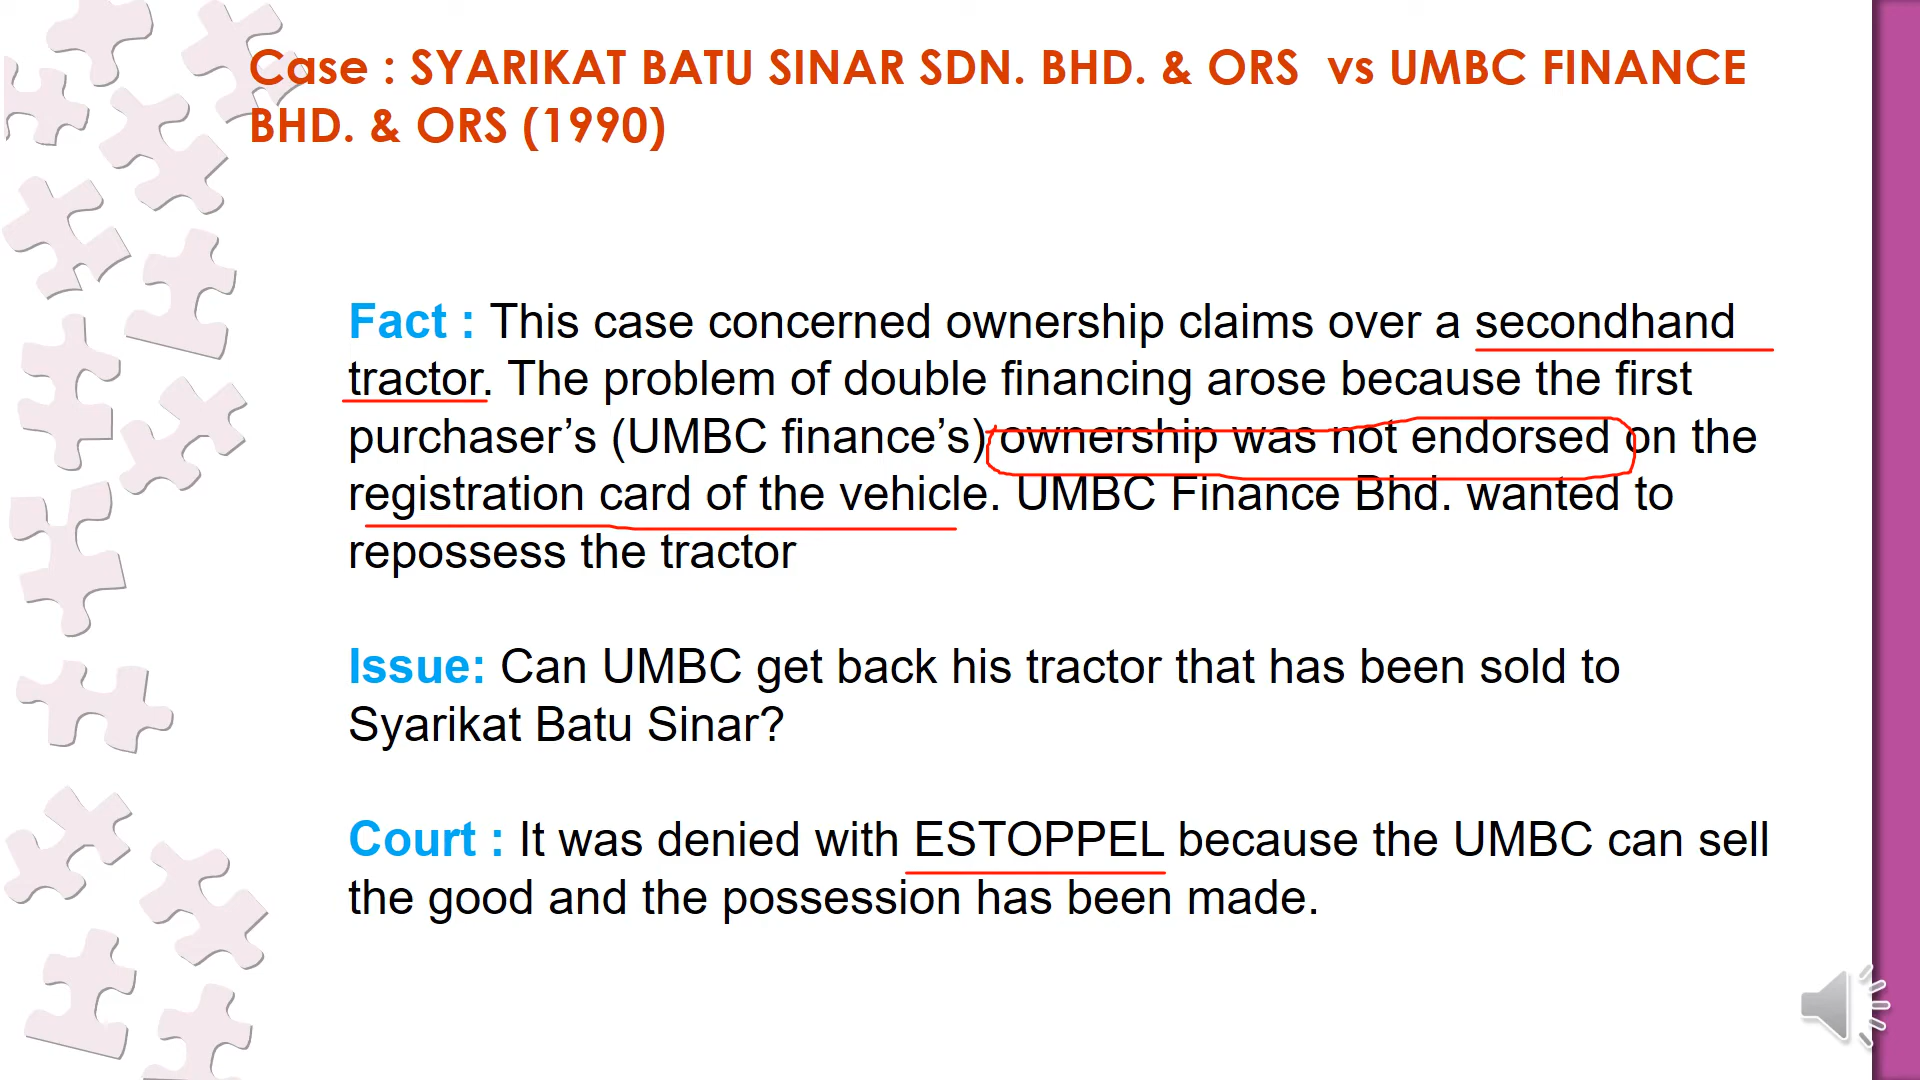 Case : SYARIKAT BATU SINAR SDN. BHD. & ORS vs UMBC FINANCE
BHD. & ORS (1990)
Fact : This case concerned ownership claims over a secondhand
tractor. The problem of double financing arose because the first
purchaser’s (UMBC finance’s) ownership was not endorsed on the
registration card of the vehicle. UMBC Finance Bhd. wanted to
repossess the tractor
Issue: Can UMBC get back his tractor that has been sold to
Syarikat Batu Sinar?
Court : It was denied with ESTOPPEL because the UMBC can sell
the good and the possession has been made.